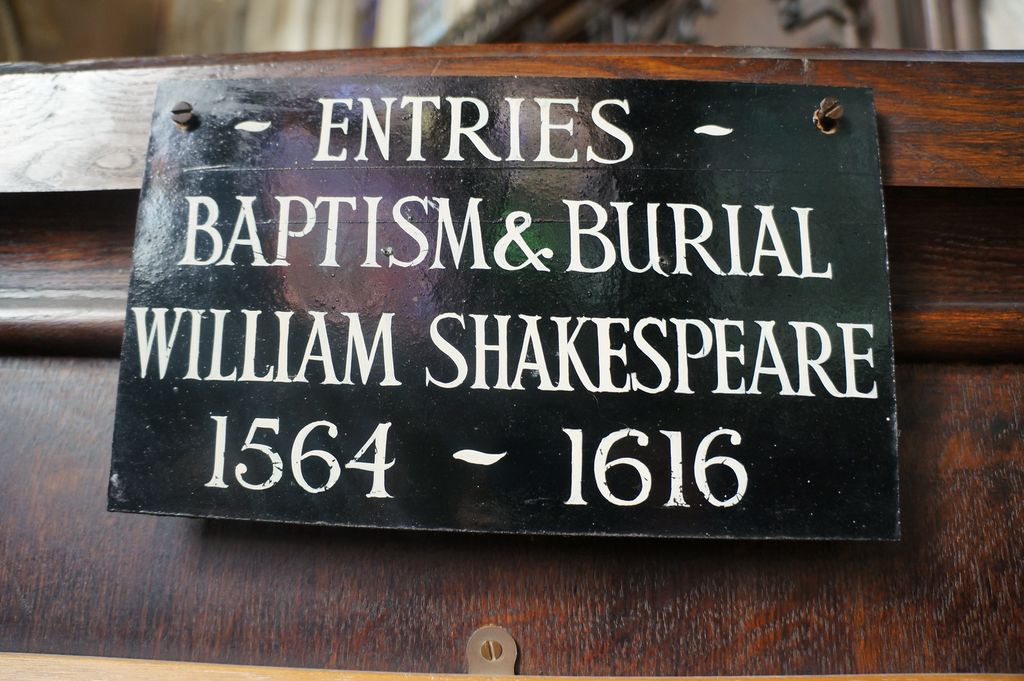 - ENTRIES -
BAPTISM & BURIAL
WILLIAM SHAKESPEARE
1564 - 1616